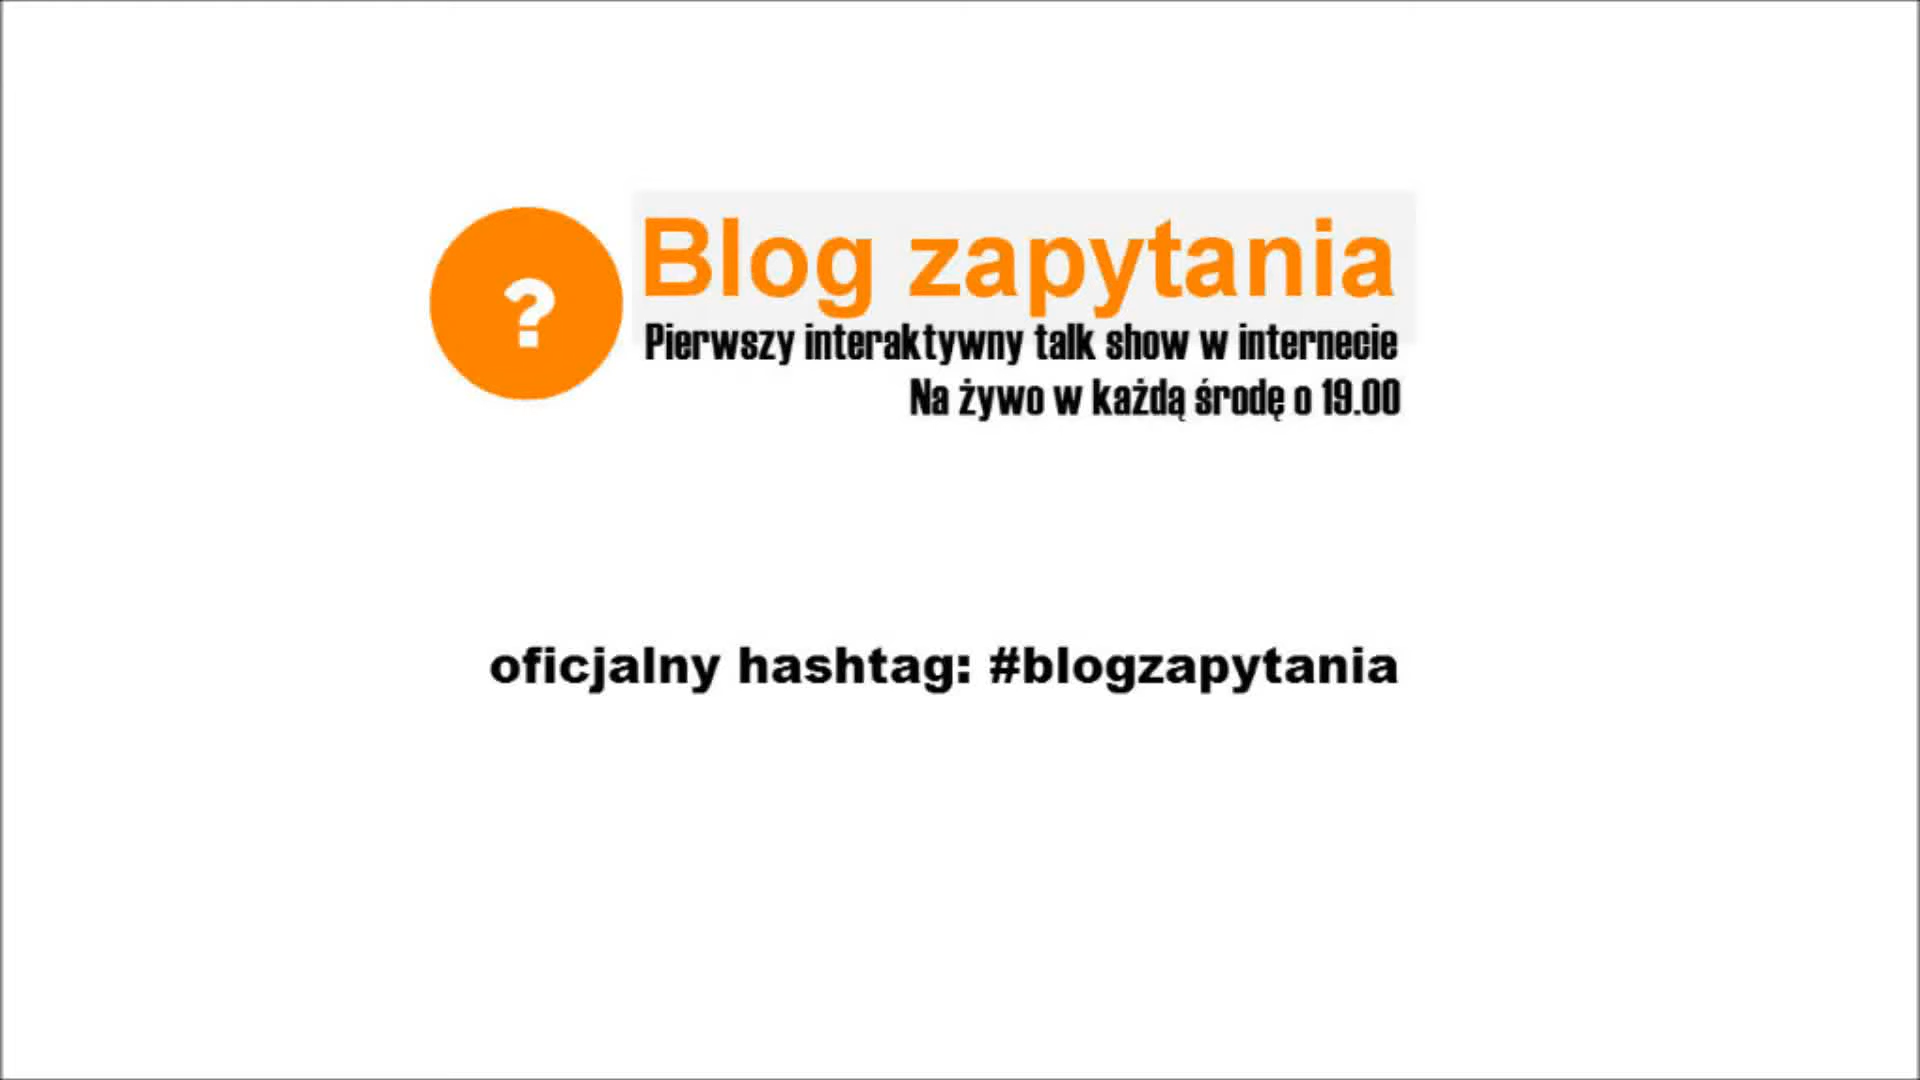 ?
Blog zapytania
Pierwszy interaktywny talk show w internecie
Na żywo w każdą środę o 19.00
oficjalny hashtag: #blogzapytania